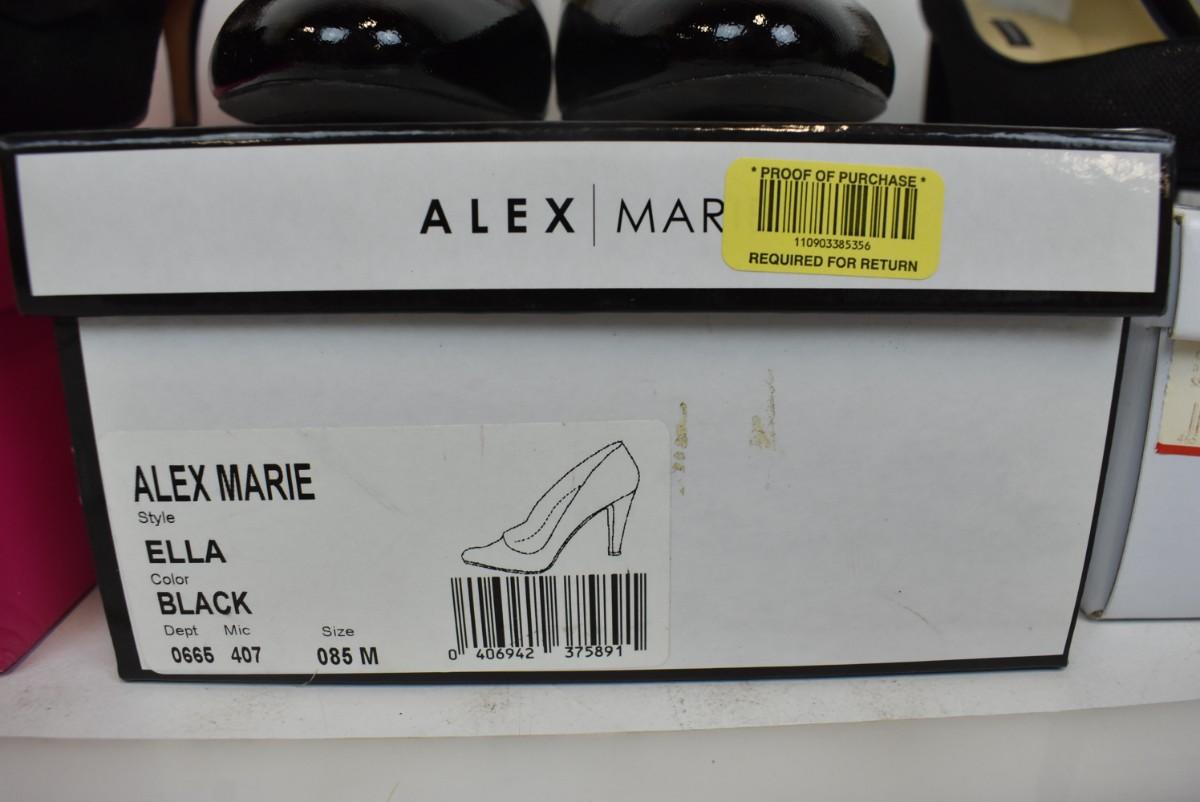 ALEX | MAR
* PROOF OF PURCHASE *
110903385356
REQUIRED FOR RETURN
ALEX MARIE
Style
ELLA
Color
BLACK
Dept Mic Size
0665 407 085 M
0 406942 375891